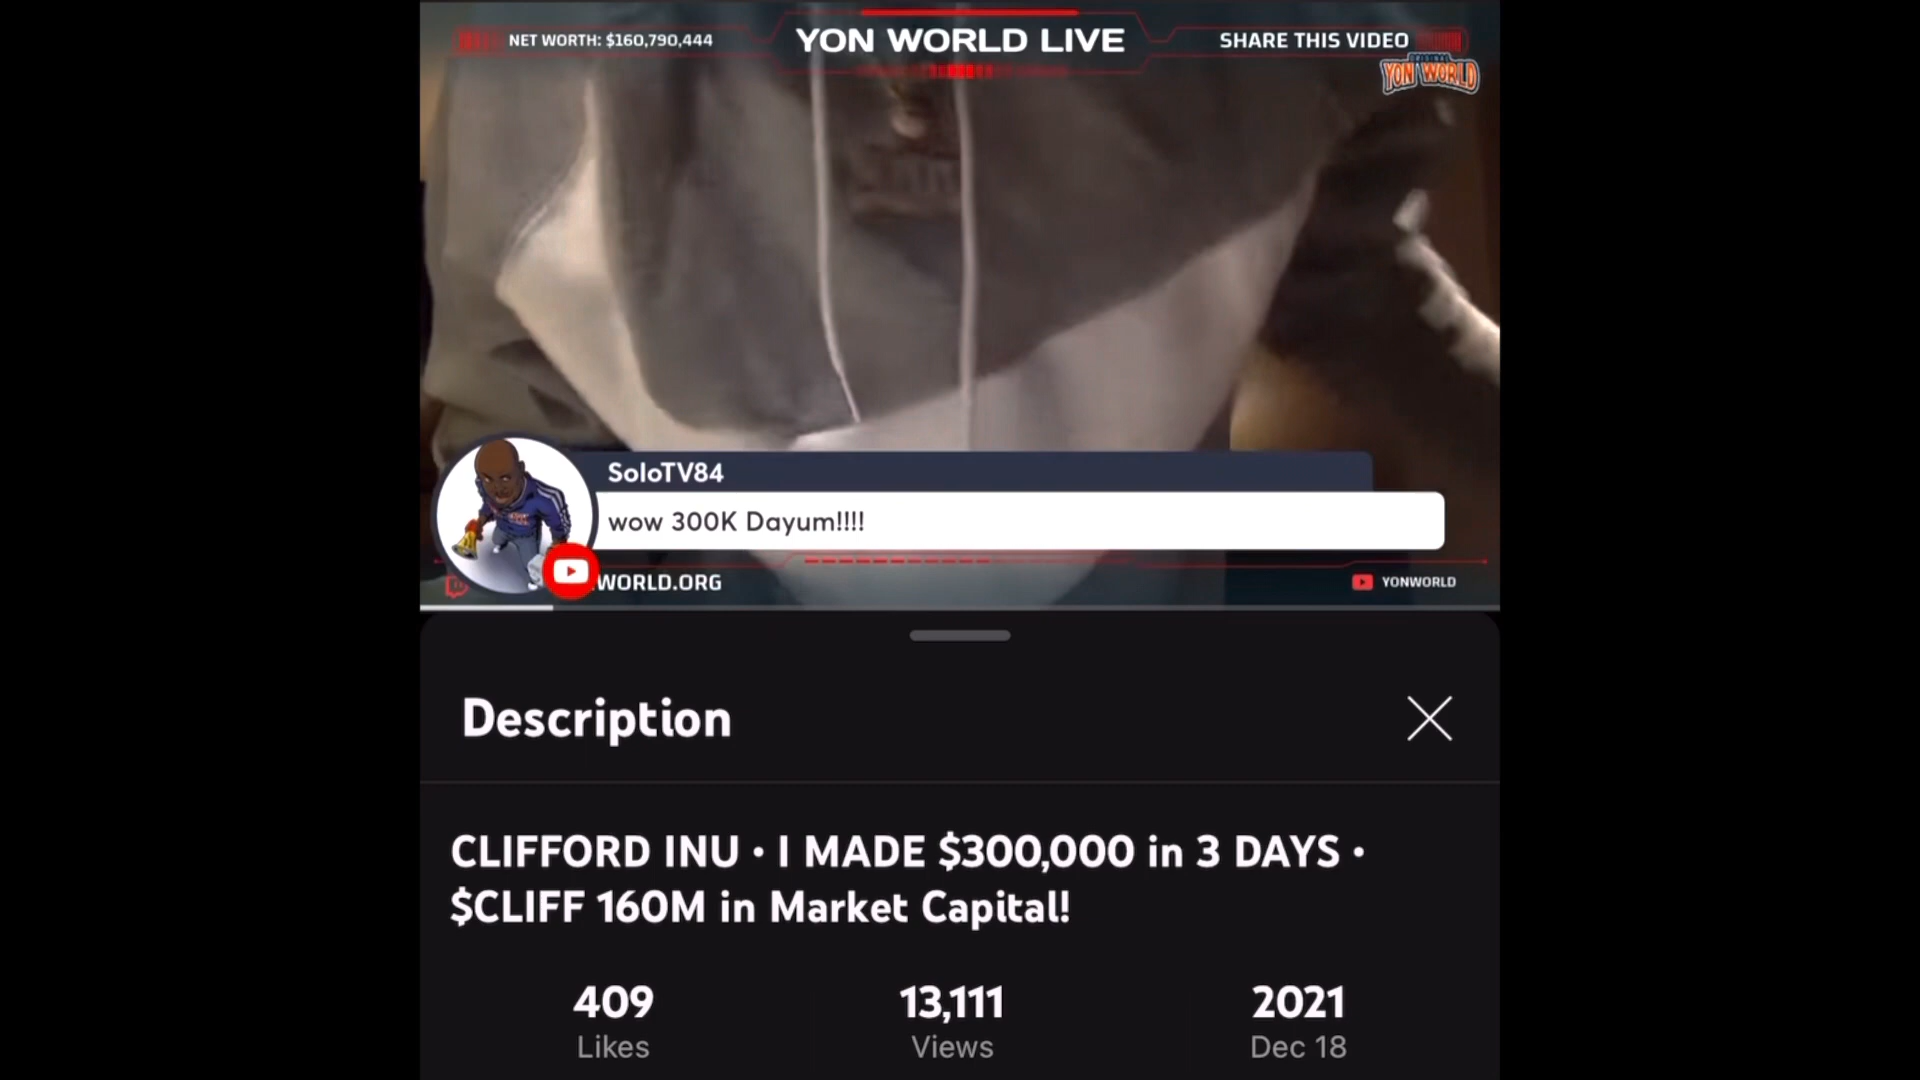 NET WORTH: $160,790,444
YON WORLD LIVE
SHARE THIS VIDEO
ORIGINAL
YON WORLD
SoloTV84
wow 300K Dayum!!!!
WORLD.ORG
YONWORLD
Description
CLIFFORD INU • I MADE $300,000 in 3 DAYS •
$CLIFF 160M in Market Capital!
409
13,111
2021
Likes
Views
Dec 18